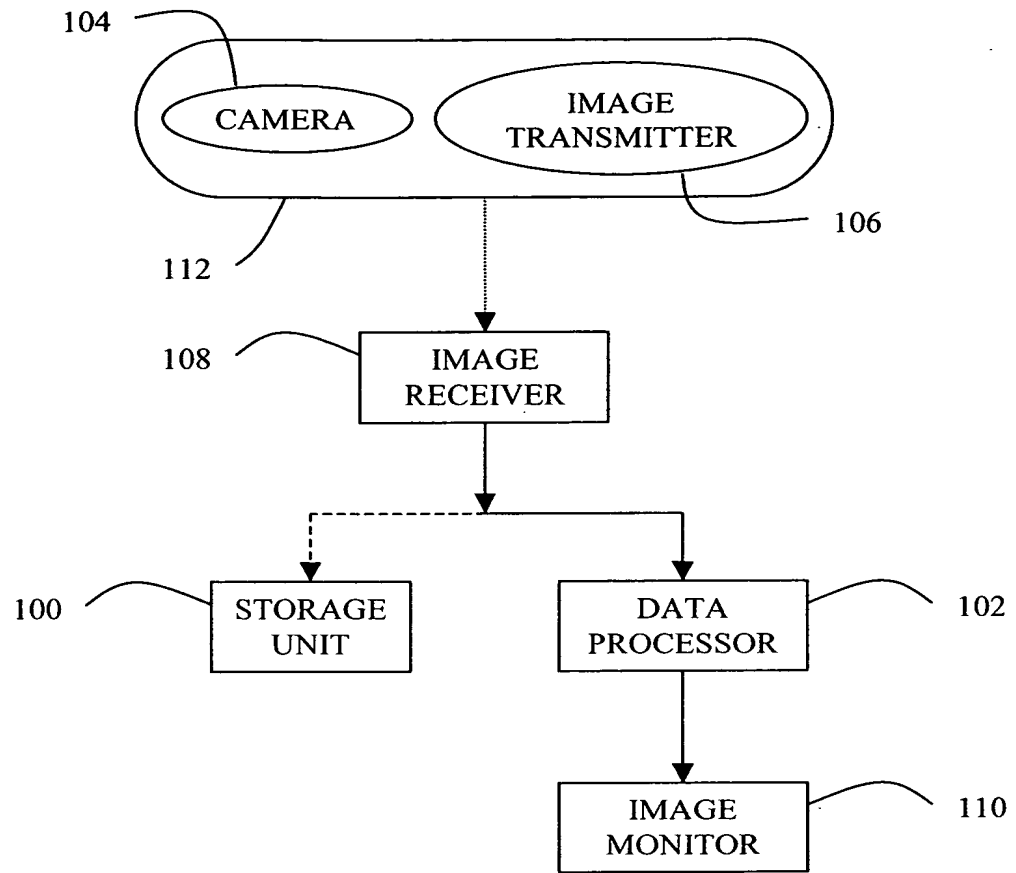 104
CAMERA
IMAGE
TRANSMITTER
106
112
108
IMAGE
RECEIVER
100
STORAGE
UNIT
DATA
PROCESSOR
102
IMAGE
MONITOR
110